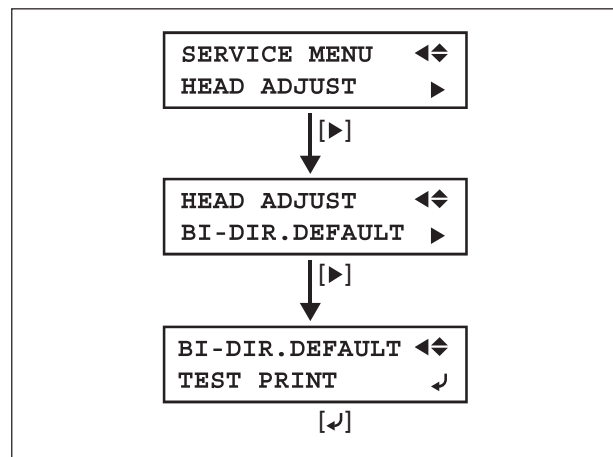 SERVICE MENU ◀◆
HEAD ADJUST ▶
[▶]
HEAD ADJUST ◀◆
BI-DIR.DEFAULT ▶
[▶]
BI-DIR.DEFAULT ◀◆
TEST PRINT ↵
[↵]